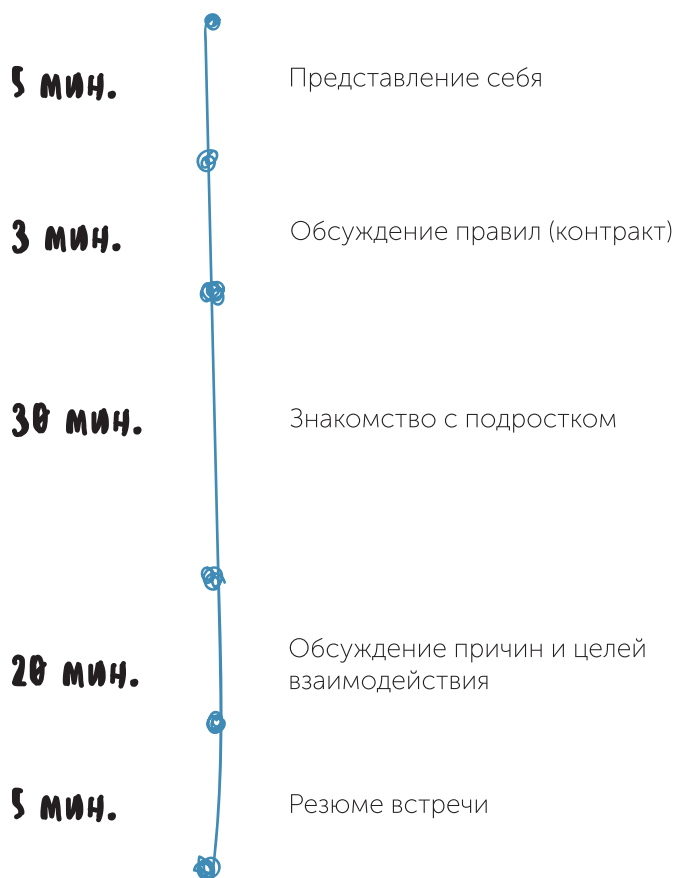 5 мин.
Представление себя
3 мин.
Обсуждение правил (контракт)
30 мин.
Знакомство с подростком
20 мин.
Обсуждение причин и целей
взаимодействия
5 мин.
Резюме встречи